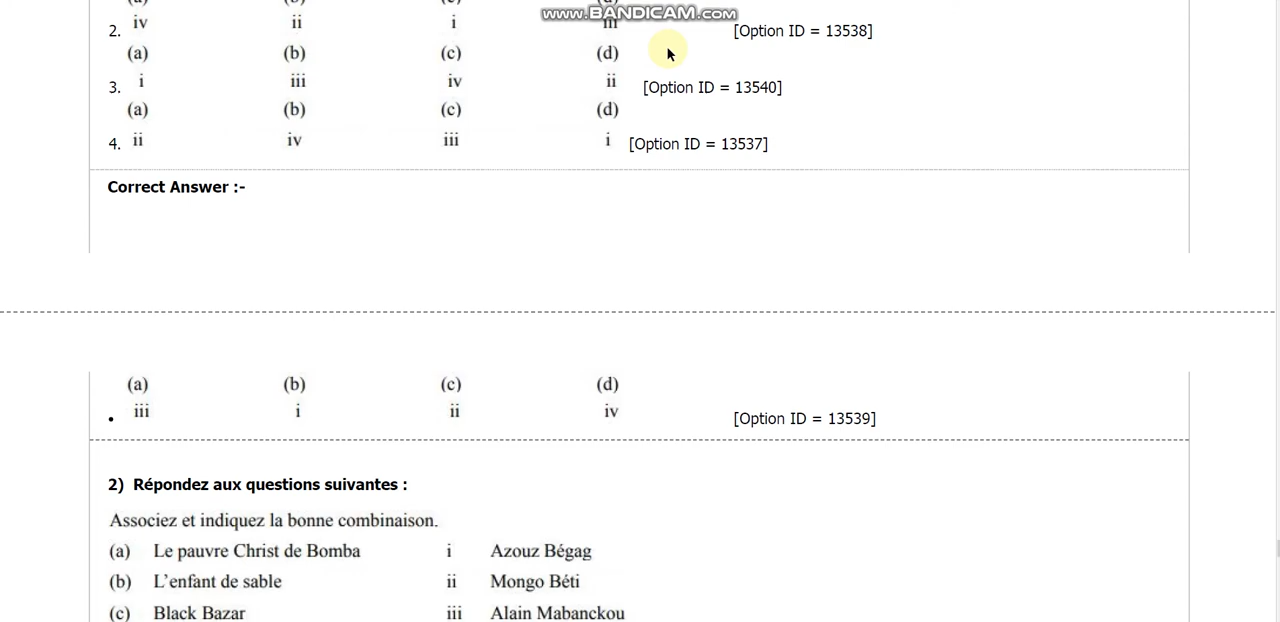 (a) (b) (c) (d)
www.BANDICAM.com
2. iv ii i iii [Option ID = 13538]
(a) (b) (c) (d)
3. i iii iv ii [Option ID = 13540]
(a) (b) (c) (d)
4. ii iv iii i [Option ID = 13537]
Correct Answer :-
(a) (b) (c) (d)
• iii i ii iv [Option ID = 13539]
2) Répondez aux questions suivantes :
Associez et indiquez la bonne combinaison.
(a) Le pauvre Christ de Bomba i Azouz Bégag
(b) L'enfant de sable ii Mongo Béti
(c) Black Bazar iii Alain Mabanckou